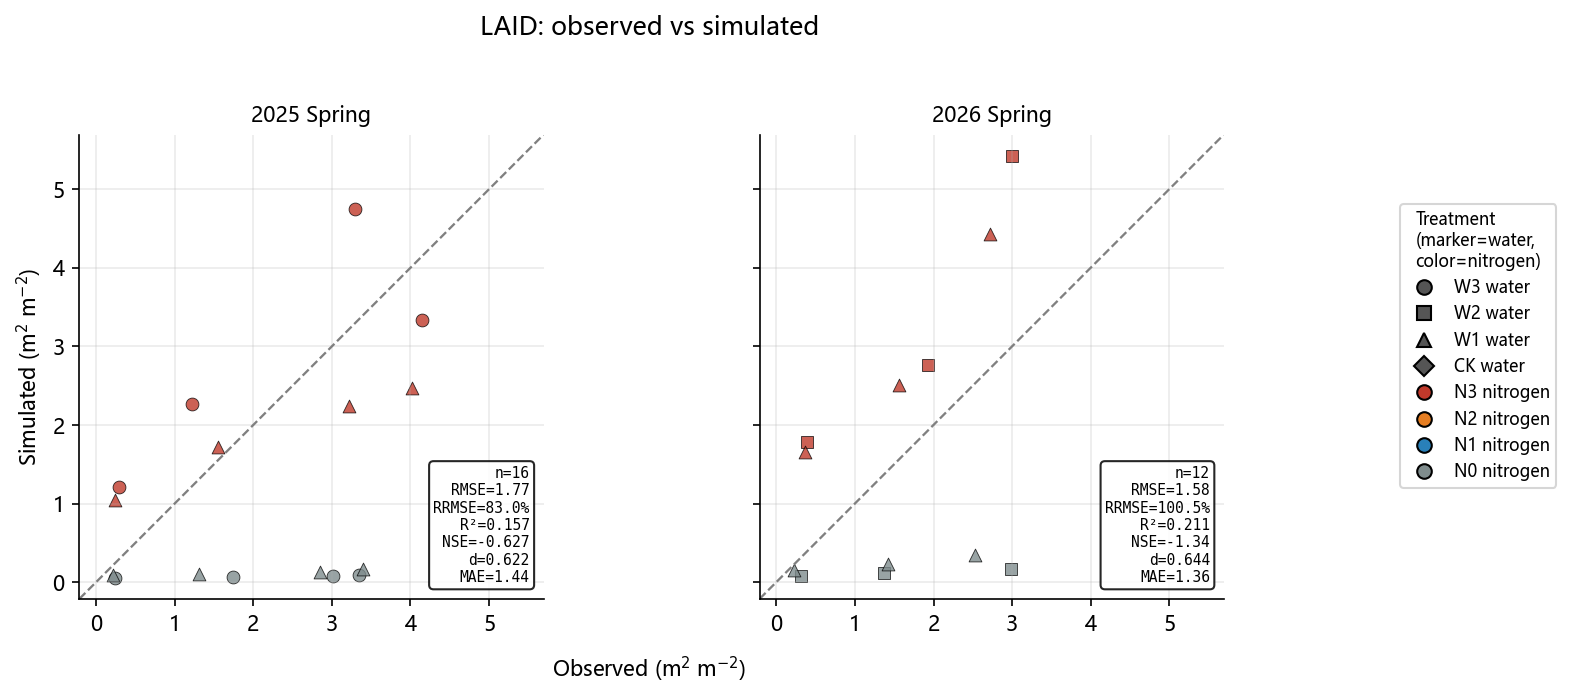 LAID: observed vs simulated
2025 Spring
2026 Spring
Simulated (m² m⁻²)
5
4
3
2
1
0
0 1 2 3 4 5
n=16
RMSE=1.77
RRMSE=83.0%
R²=0.157
NSE=-0.627
d=0.622
MAE=1.44
0 1 2 3 4 5
n=12
RMSE=1.58
RRMSE=100.5%
R²=0.211
NSE=-1.34
d=0.644
MAE=1.36
Observed (m² m⁻²)
Treatment
(marker=water,
color=nitrogen)
W3 water
W2 water
W1 water
CK water
N3 nitrogen
N2 nitrogen
N1 nitrogen
N0 nitrogen